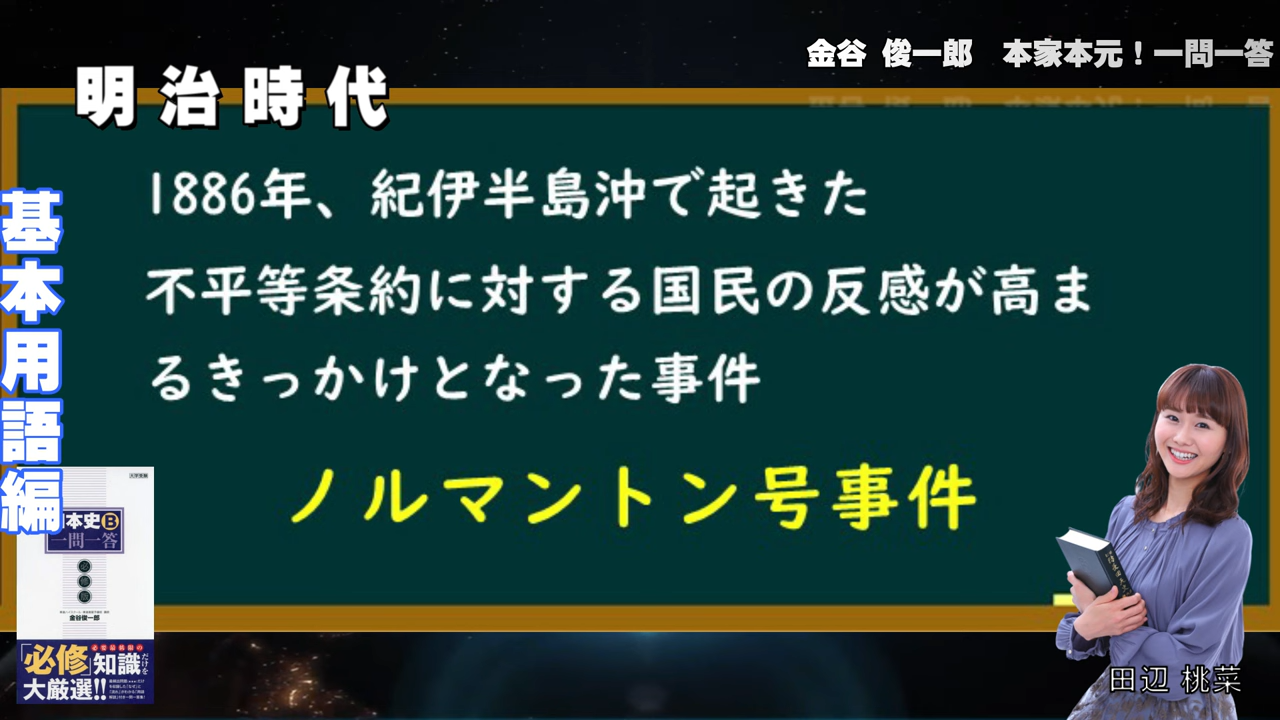 金谷 俊一郎　本家本元！一問一答
明治時代
1886年、紀伊半島沖で起きた
不平等条約に対する国民の反感が高ま
るきっかけとなった事件
ノルマントン号事件
基本用語編
本史B
一問一答
金谷俊一郎
「必修」知識だけを
大厳選!!
田辺 桃菜